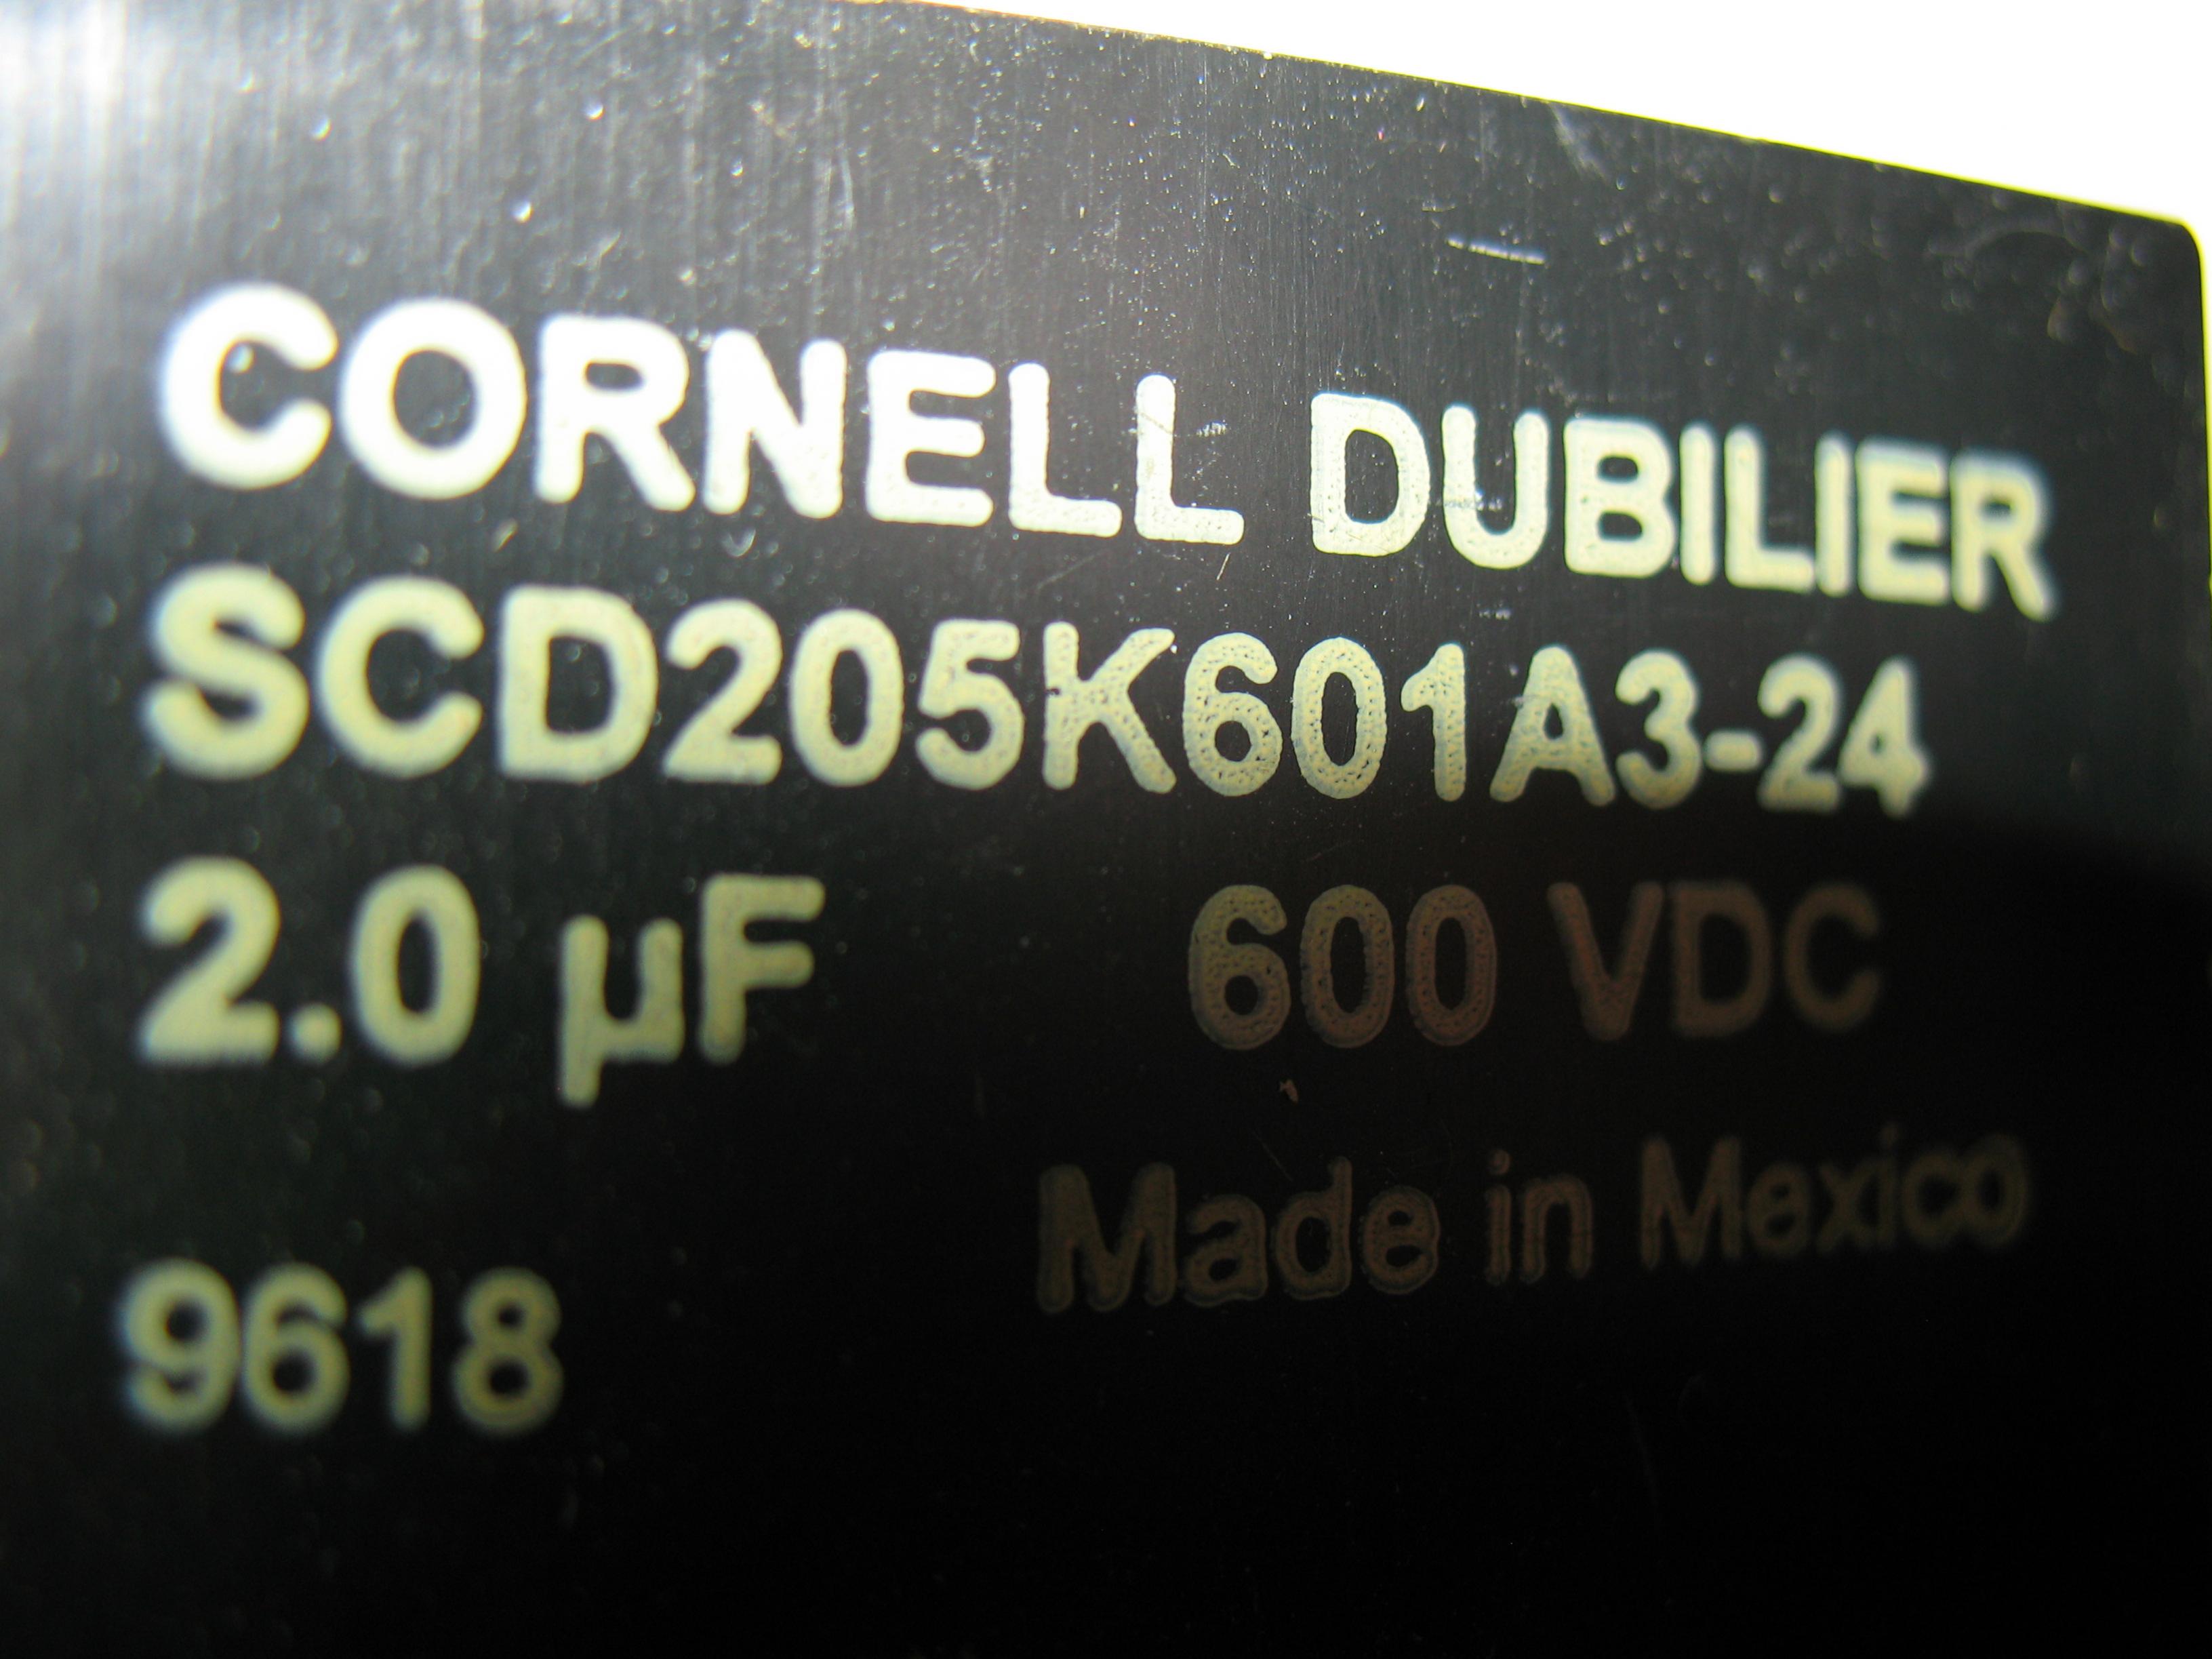 CORNELL DUBILIER
SCD205K601A3-24
2.0 µF 600 VDC
Made in Mexico
9618